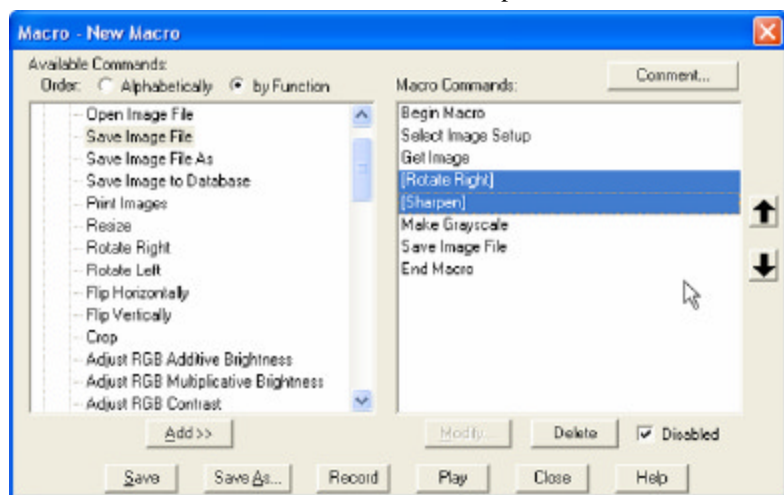 Macro - New Macro
Available Commands:
Order: Alphabetically by Function
Open Image File
Save Image File
Save Image File As
Save Image to Database
Print Images
Resize
Rotate Right
Rotate Left
Flip Horizontally
Flip Vertically
Crop
Adjust RGB Additive Brightness
Adjust RGB Multiplicative Brightness
Adjust RGB Contrast
Add >>
Macro Commands:
Comment...
Begin Macro
Select Image Setup
Get Image
[Rotate Right]
[Sharpen]
Make Grayscale
Save Image File
End Macro
Modify...
Delete
Disabled
Save
Save As...
Record
Play
Close
Help